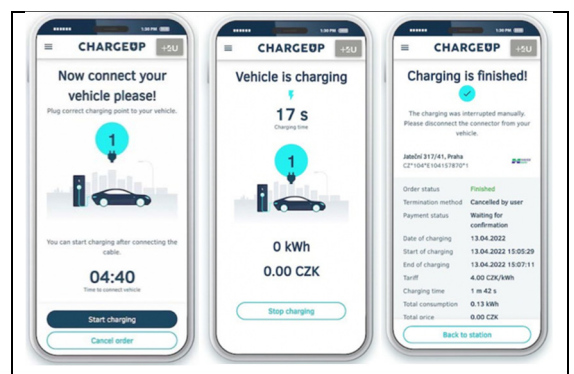 1:30 PM
CHARGEUP
+5U
Now connect your
vehicle please!
Plug correct charging point to your vehicle.
1
You can start charging after connecting the
cable.
04:40
Time to connect vehicle
Start charging
Cancel order
1:30 PM
CHARGEUP
+5U
Vehicle is charging
17 s
Charging time
1
0 kWh
0.00 CZK
Stop charging
1:30 PM
CHARGEUP
+5U
Charging is finished!
The charging was interrupted manually.
Please disconnect the connector from your
vehicle.
Jateční 317/41, Praha
CZ*104*E104157870*1
Order status Finished
Termination method Cancelled by user
Payment status Waiting for
confirmation
Date of charging 13.04.2022
Start of charging 13.04.2022 15:05:29
End of charging 13.04.2022 15:07:11
Tariff 4.00 CZK/kWh
Charging time 1 m 42 s
Total consumption 0.13 kWh
Total price 0.00 CZK
Back to station